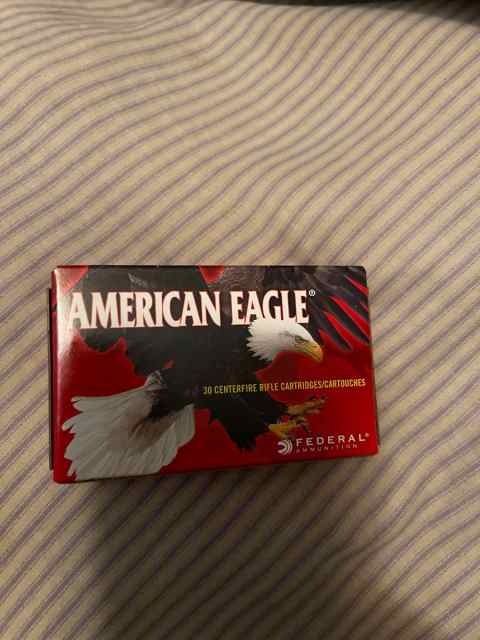 AMERICAN EAGLE®
30 CENTERFIRE RIFLE CARTRIDGES/CARTOUCHES
FEDERAL®
AMMUNITION